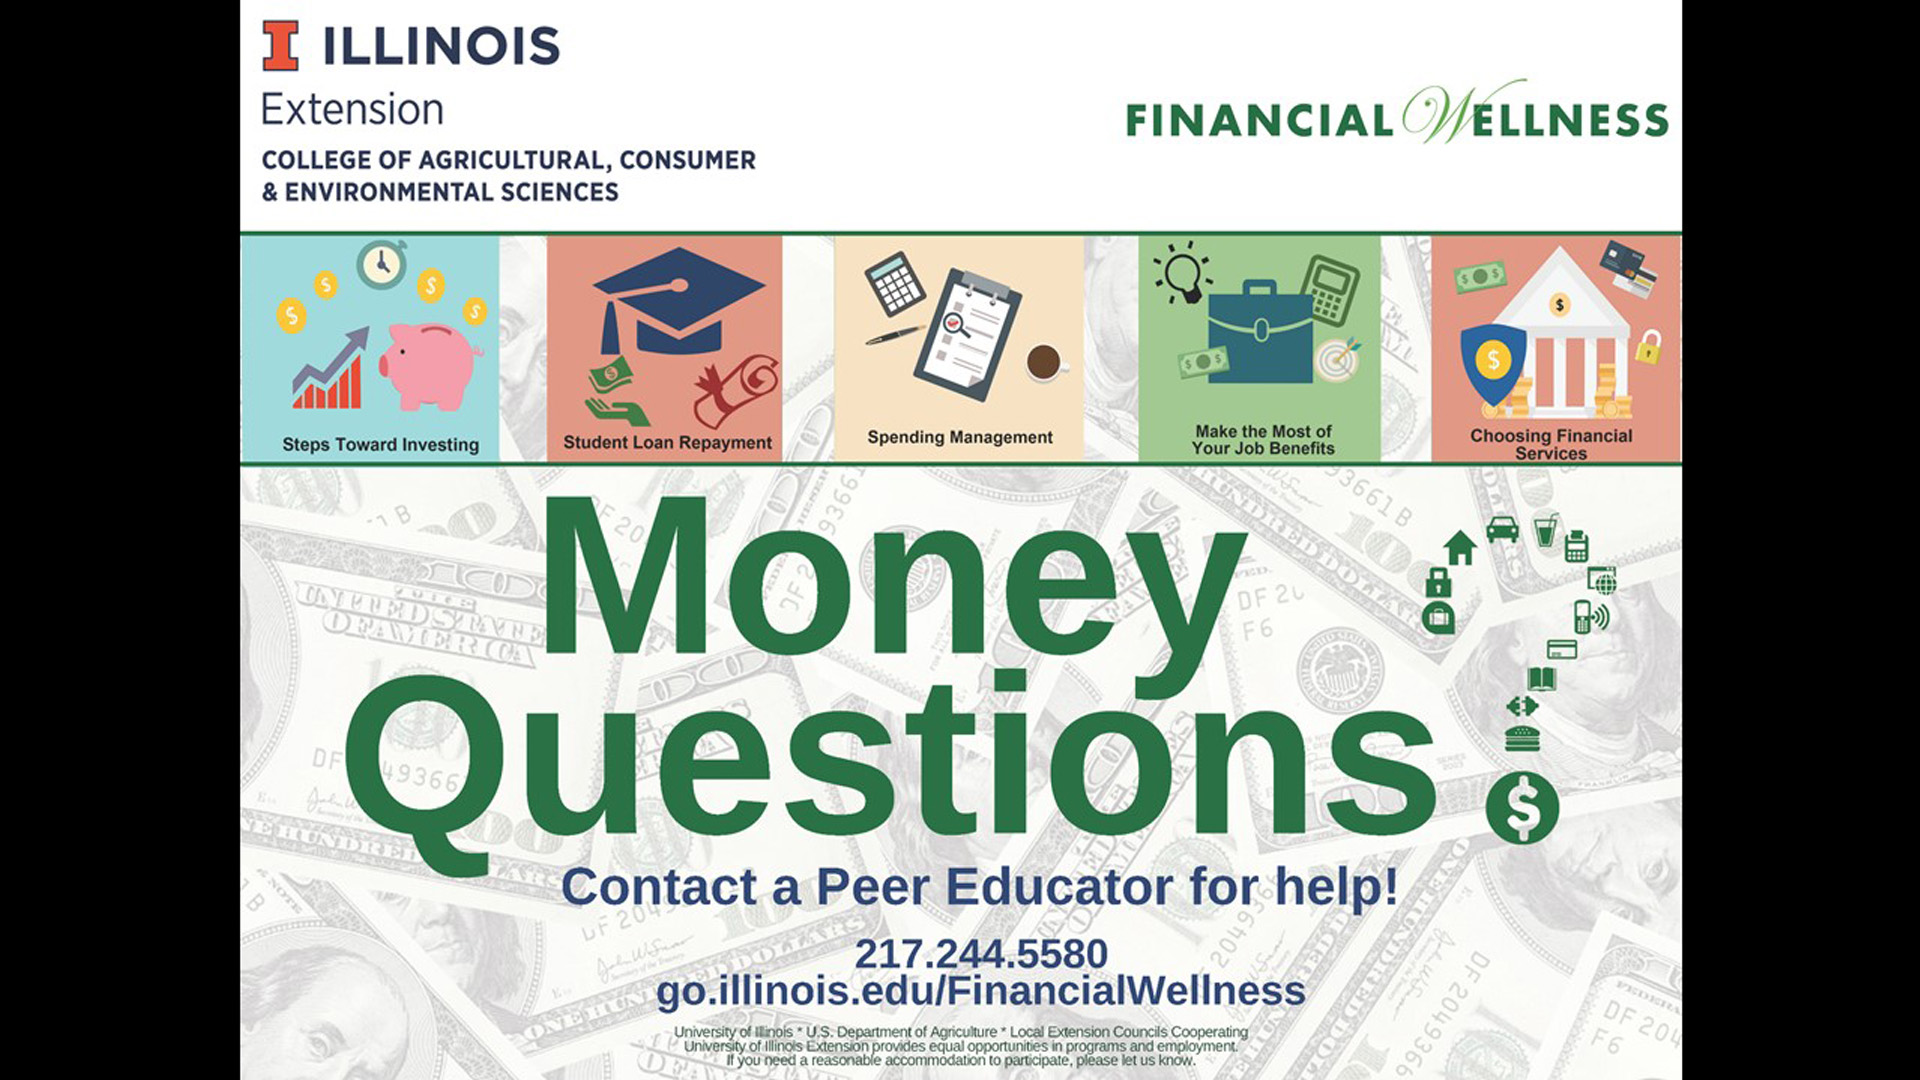 I ILLINOIS
Extension
COLLEGE OF AGRICULTURAL, CONSUMER
& ENVIRONMENTAL SCIENCES
FINANCIAL WELLNESS
Steps Toward Investing
Student Loan Repayment
Spending Management
Make the Most of
Your Job Benefits
Choosing Financial
Services
Money
Questions
Contact a Peer Educator for help!
217.244.5580
go.illinois.edu/FinancialWellness
University of Illinois * U.S. Department of Agriculture * Local Extension Councils Cooperating
University of Illinois Extension provides equal opportunities in programs and employment.
If you need a reasonable accommodation to participate, please let us know.